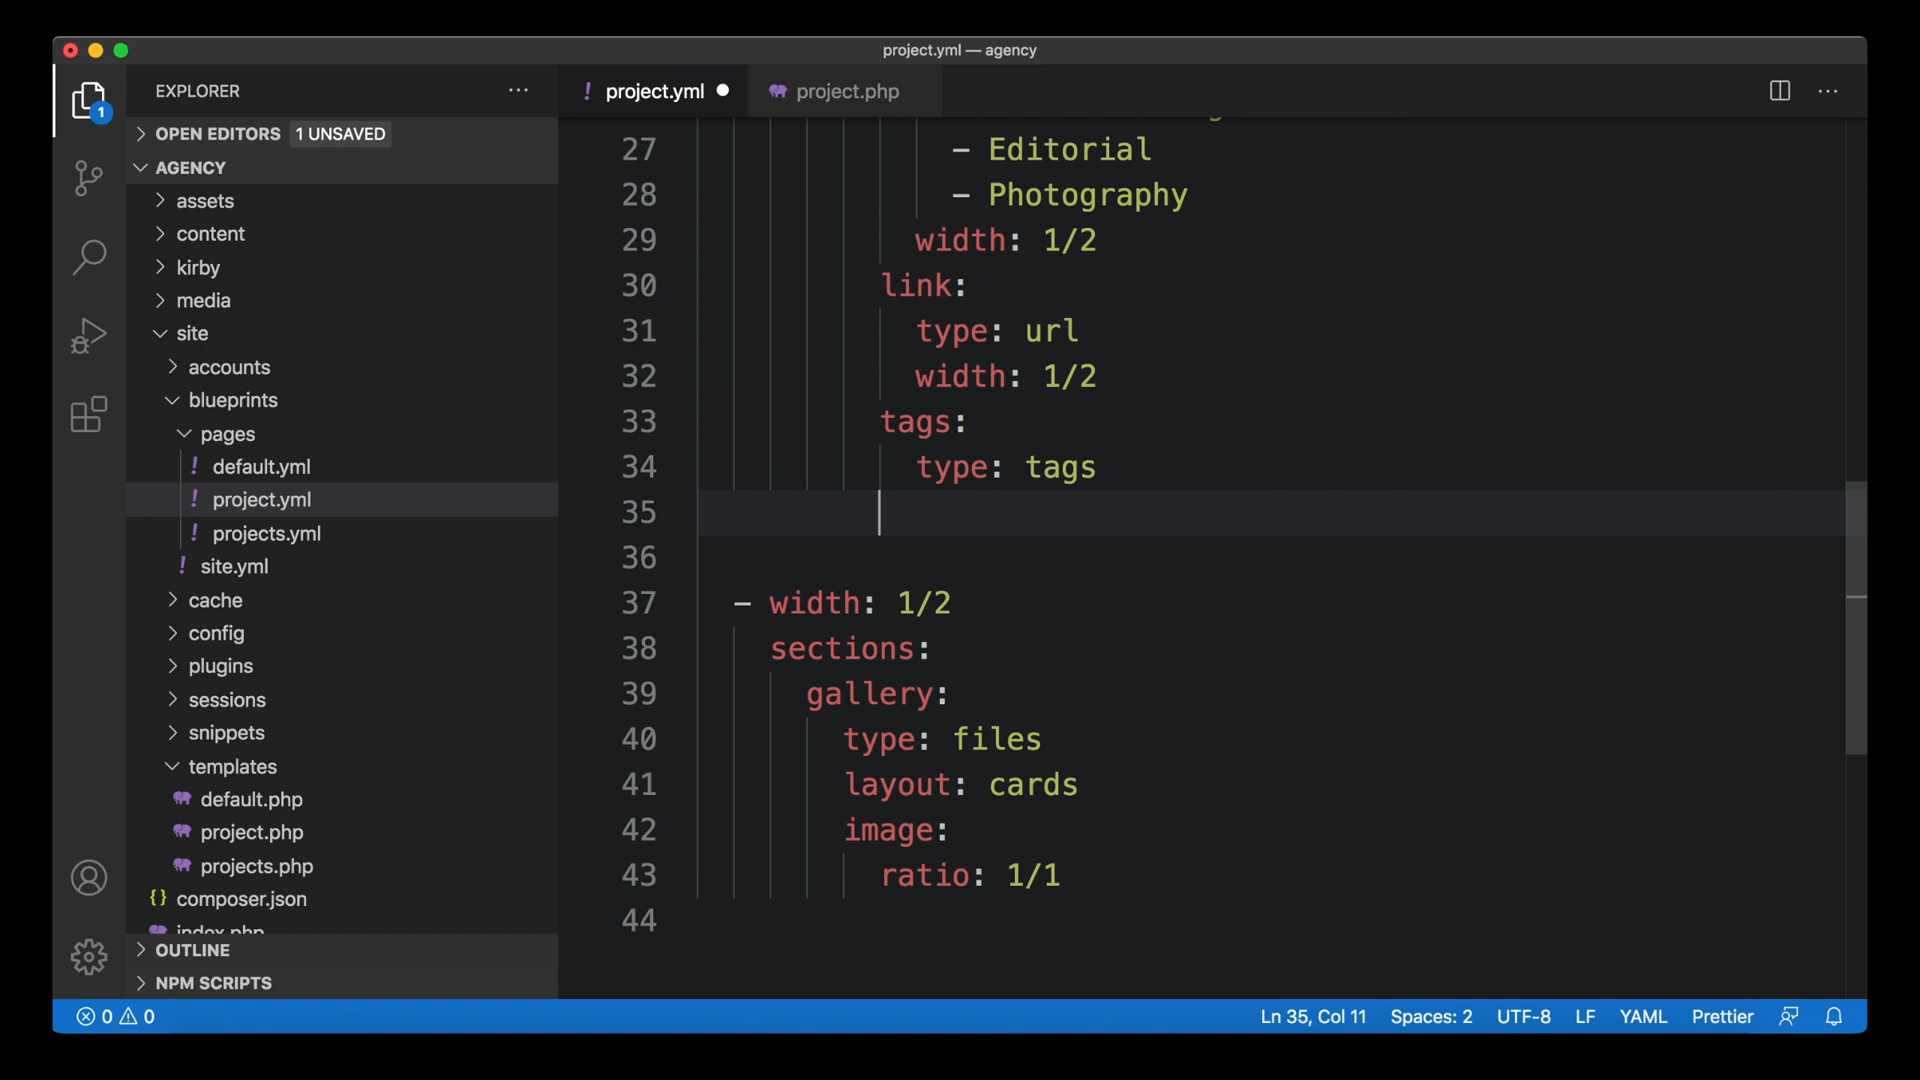 project.yml — agency
EXPLORER
OPEN EDITORS 1 UNSAVED
AGENCY
assets
content
kirby
media
site
accounts
blueprints
pages
! default.yml
! project.yml
! projects.yml
! site.yml
cache
config
plugins
sessions
snippets
templates
default.php
project.php
projects.php
{} composer.json
index.php
OUTLINE
NPM SCRIPTS
1
! project.yml
project.php
27 - Editorial
28 - Photography
29 width: 1/2
30 link:
31 type: url
32 width: 1/2
33 tags:
34 type: tags
35
36
37 - width: 1/2
38 sections:
39 gallery:
40 type: files
41 layout: cards
42 image:
43 ratio: 1/1
44
0 0
Ln 35, Col 11 Spaces: 2 UTF-8 LF YAML Prettier